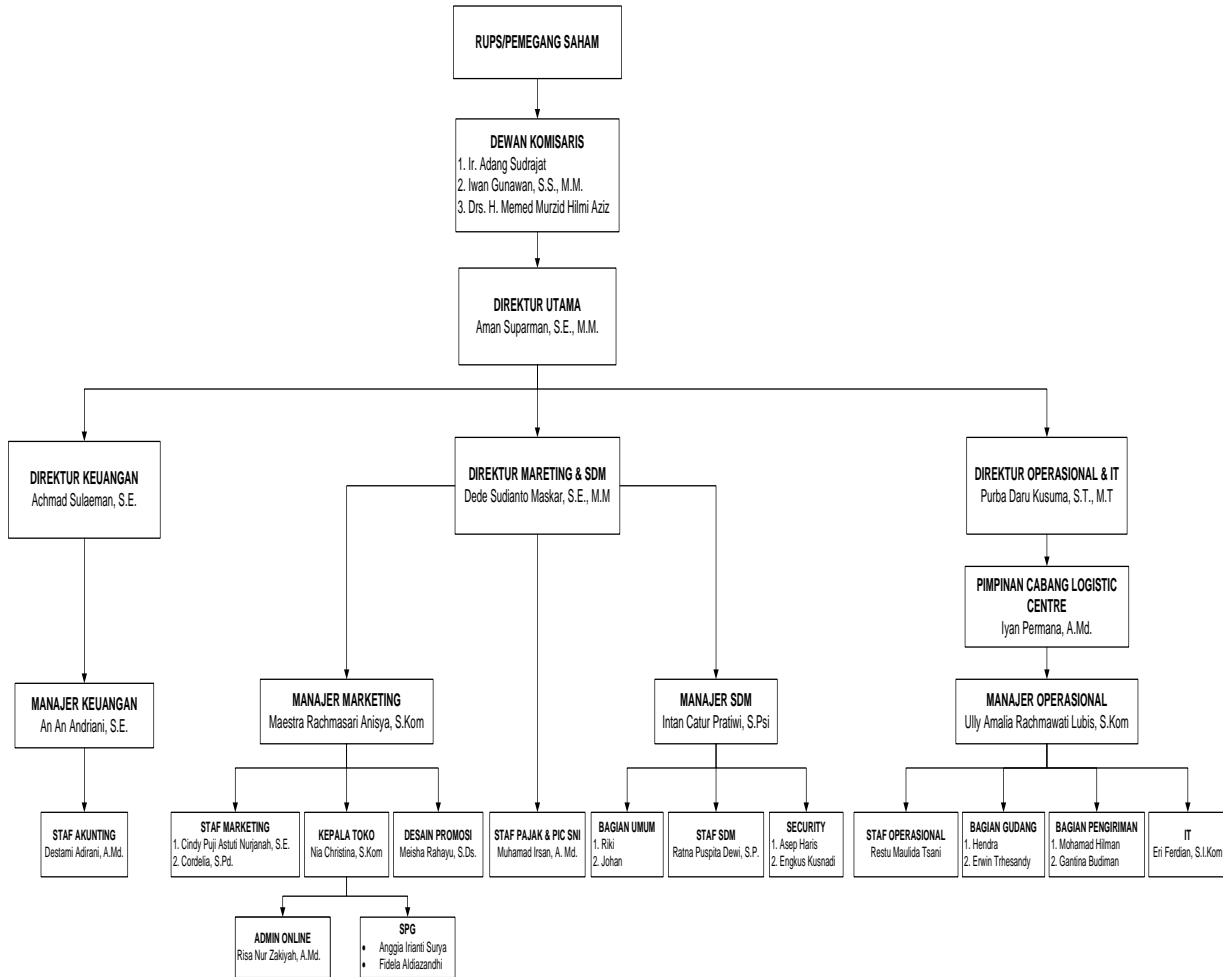 RUPS/PEMEGANG SAHAM
DEWAN KOMISARIS
1. Ir. Adang Sudrajat
2. Iwan Gunawan, S.S., M.M.
3. Drs. H. Memed Murzid Hilmi Aziz
DIREKTUR UTAMA
Aman Suparman, S.E., M.M.
DIREKTUR KEUANGAN
Achmad Sulaeman, S.E.
DIREKTUR MARETING & SDM
Dede Sudianto Maskar, S.E., M.M
DIREKTUR OPERASIONAL & IT
Purba Daru Kusuma, S.T., M.T
PIMPINAN CABANG LOGISTIC
CENTRE
Iyan Permana, A.Md.
MANAJER KEUANGAN
An An Andriani, S.E.
MANAJER MARKETING
Maestra Rachmasari Anisya, S.Kom
MANAJER SDM
Intan Catur Pratiwi, S.Psi
MANAJER OPERASIONAL
Ully Amalia Rachmawati Lubis, S.Kom
STAF AKUNTING
Destami Adirani, A.Md.
STAF MARKETING
1. Cindy Puji Astuti Nurjanah, S.E.
2. Cordelia, S.Pd.
KEPALA TOKO
Nia Christina, S.Kom
DESAIN PROMOSI
Meisha Rahayu, S.Ds.
STAF PAJAK & PIC SNI
Muhamad Irsan, A. Md.
BAGIAN UMUM
1. Riki
2. Johan
STAF SDM
Ratna Puspita Dewi, S.P.
SECURITY
1. Asep Haris
2. Engkus Kusnadi
STAF OPERASIONAL
Restu Maulida Tsani
BAGIAN GUDANG
1. Hendra
2. Erwin Trhesandy
BAGIAN PENGIRIMAN
1. Mohamad Hilman
2. Gantina Budiman
IT
Eri Ferdian, S.I.Kom
ADMIN ONLINE
Risa Nur Zakiyah, A.Md.
SPG
• Anggia Irianti Surya
• Fidela Aldiazandhi